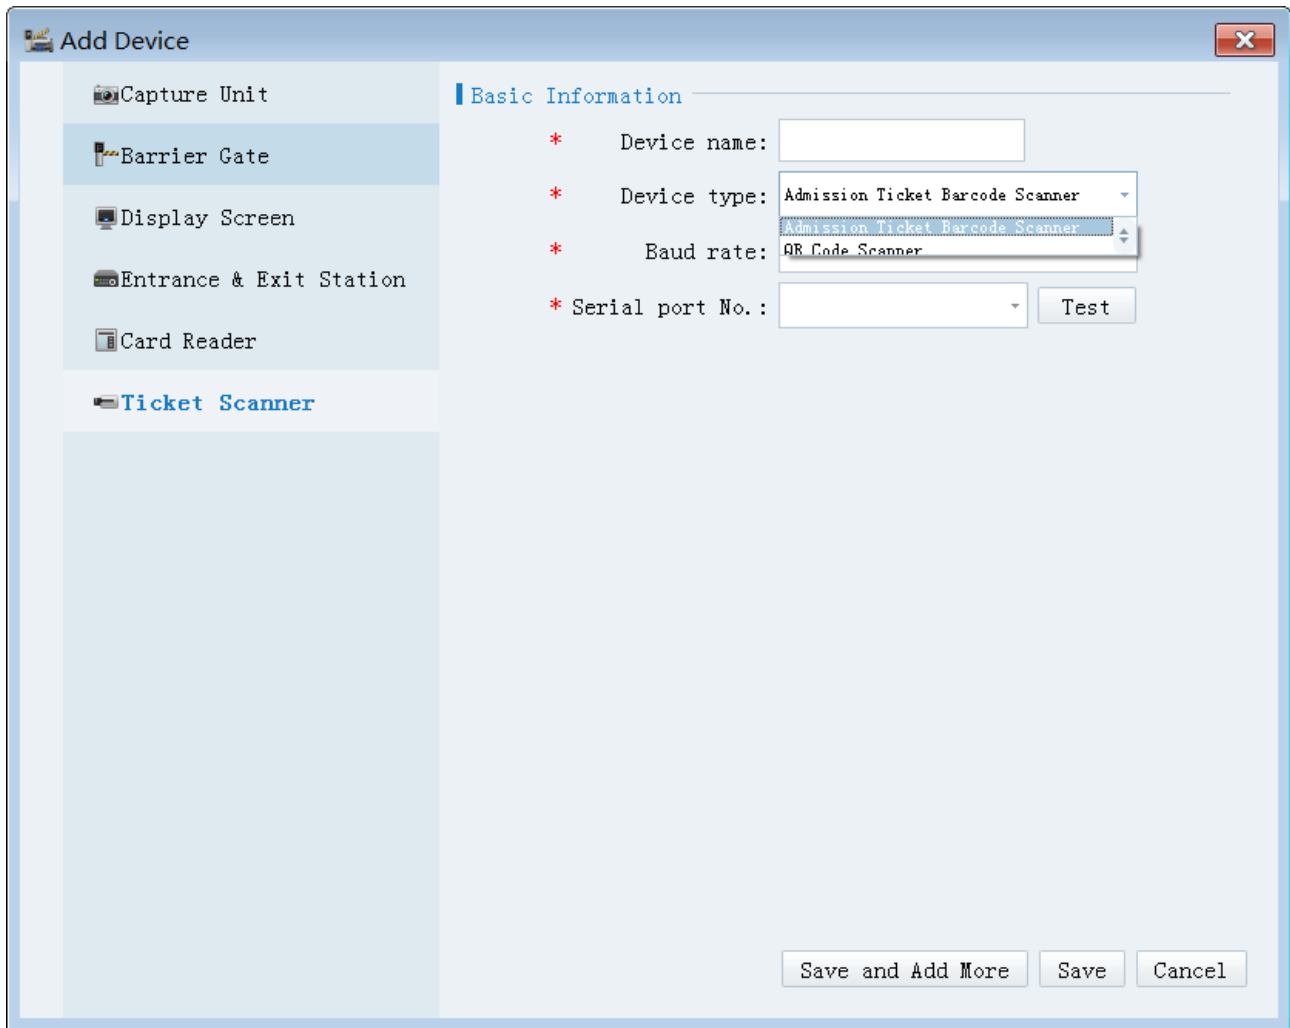 Add Device
Capture Unit
Barrier Gate
Display Screen
Entrance & Exit Station
Card Reader
Ticket Scanner
Basic Information
* Device name:
* Device type: Admission Ticket Barcode Scanner
Admission Ticket Barcode Scanner
QR Code Scanner
* Baud rate:
* Serial port No.: Test
Save and Add More Save Cancel